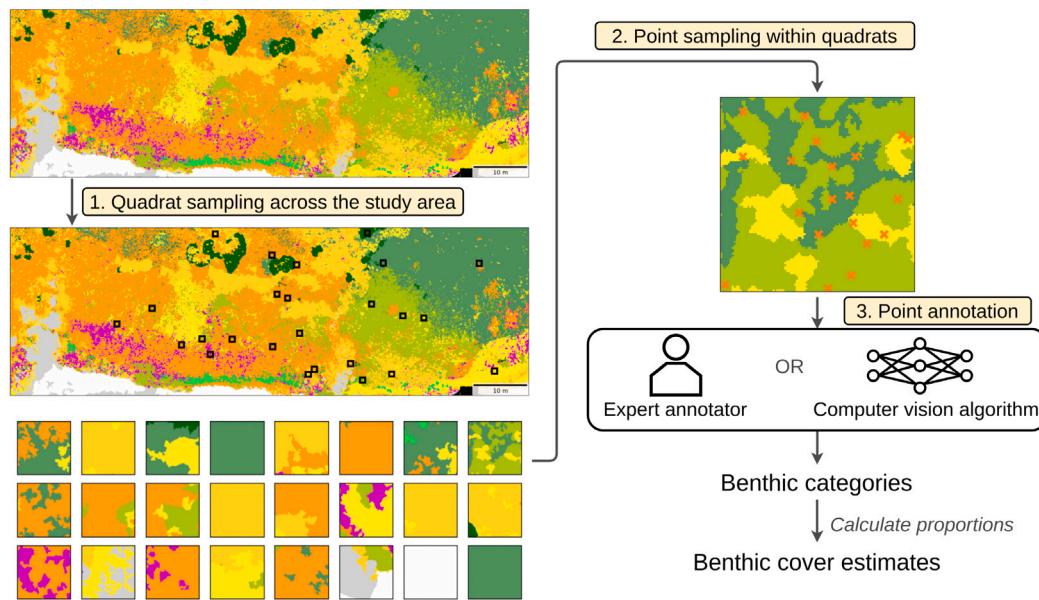 10 m
1. Quadrat sampling across the study area
10 m
2. Point sampling within quadrats
3. Point annotation
Expert annotator
OR
Computer vision algorithm
Benthic categories
Calculate proportions
Benthic cover estimates